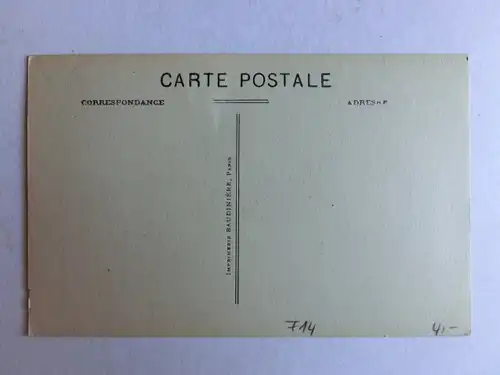 CARTE POSTALE
CORRESPONDANCE
ADRESSE
IMPRIMERIE BAUDINIÈRE, PARIS
714
4,-